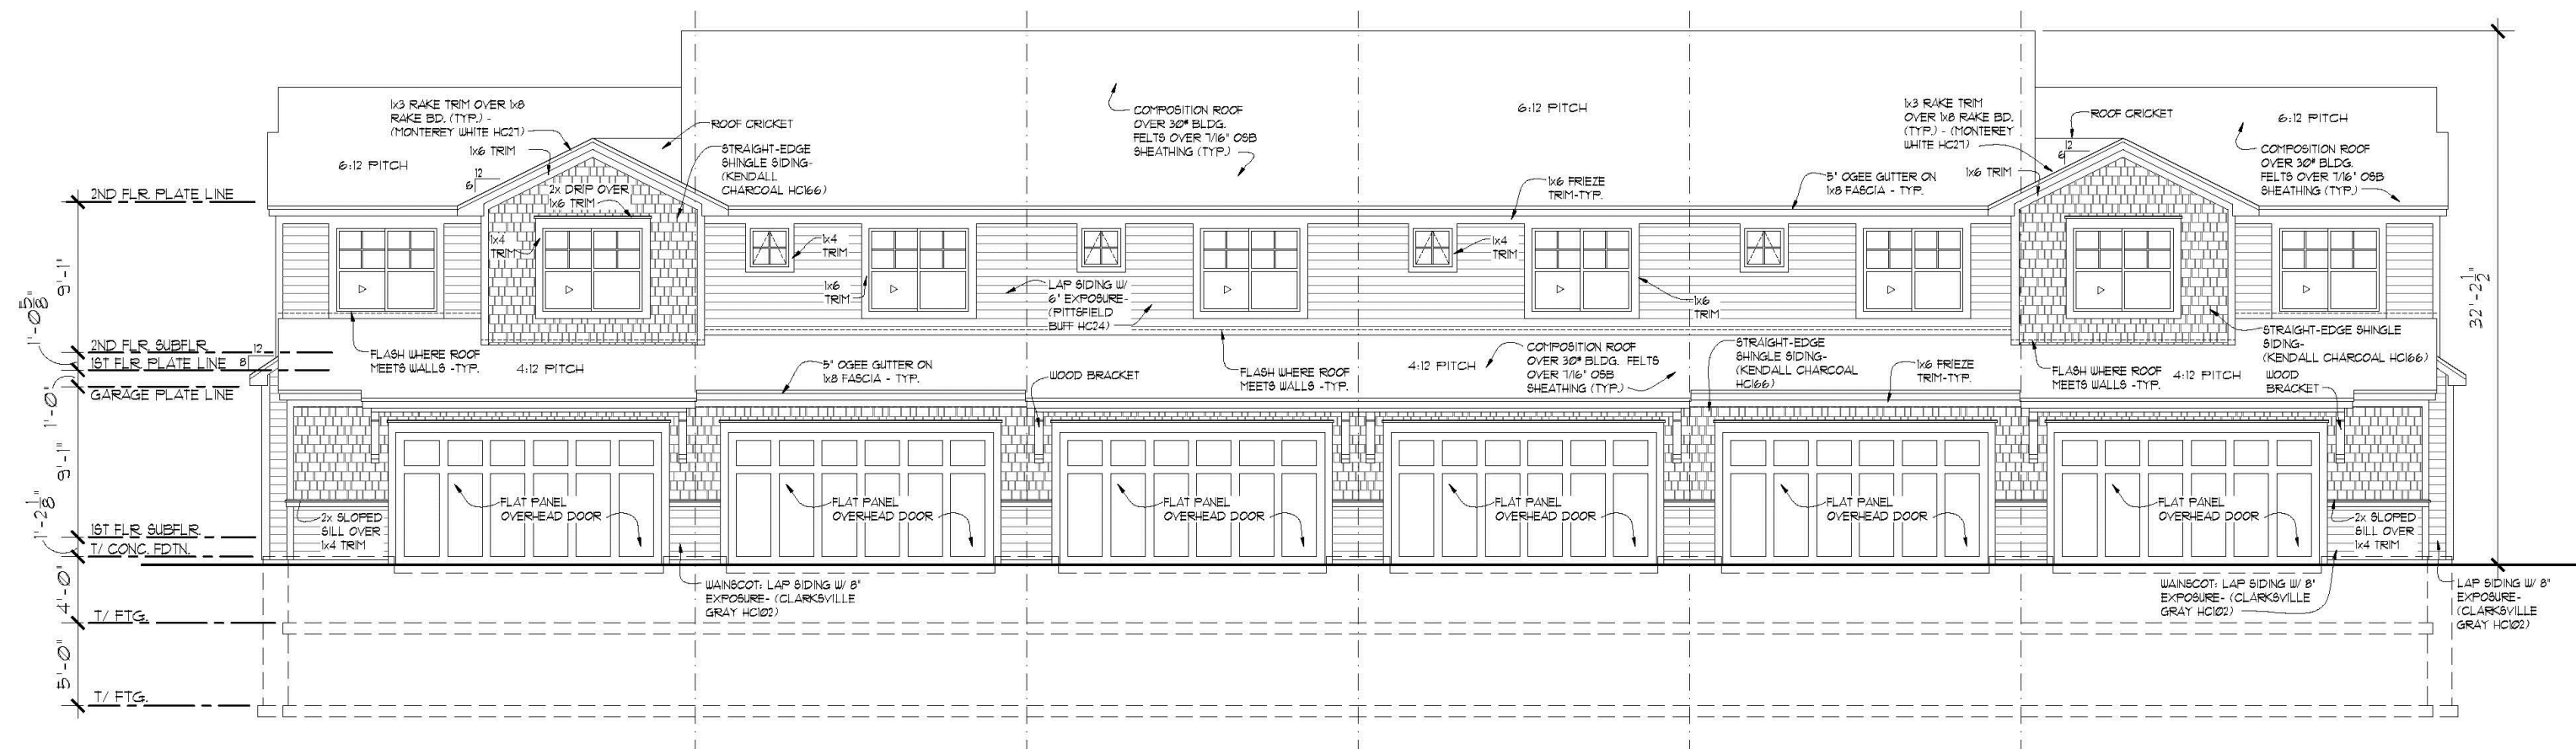 1x3 RAKE TRIM OVER 1x8
RAKE BD. (TYP.) -
(MONTEREY WHITE HC27)
1x6 TRIM
6:12 PITCH
12
6
ROOF CRICKET
STRAIGHT-EDGE
SHINGLE SIDING-
(KENDALL
CHARCOAL HC166)
2x DRIP OVER
1x6 TRIM
1x4
TRIM
COMPOSITION ROOF
OVER 30# BLDG.
FELTS OVER 7/16" OSB
SHEATHING (TYP.)
6:12 PITCH
1x6 FRIEZE
TRIM-TYP.
5" OGEE GUTTER ON
1x8 FASCIA - TYP.
1x3 RAKE TRIM
OVER 1x8 RAKE BD.
(TYP.) - (MONTEREY
WHITE HC27)
1x6 TRIM
12
6
ROOF CRICKET
6:12 PITCH
COMPOSITION ROOF
OVER 30# BLDG.
FELTS OVER 7/16" OSB
SHEATHING (TYP.)
32'-2 1/2"
2ND FLR. PLATE LINE
9'-1"
1'-0 5/8"
2ND FLR. SUBFLR.
1ST FLR. PLATE LINE
12
8
1'-0"
GARAGE PLATE LINE
9'-1"
1'-2 1/8"
1ST FLR. SUBFLR.
T/ CONC. FDTN.
4'-0"
T/ FTG.
5'-0"
T/ FTG.
1x4
TRIM
1x6
TRIM
LAP SIDING W/
6" EXPOSURE-
(PITTSFIELD
BUFF HC24)
1x4
TRIM
1x6
TRIM
FLASH WHERE ROOF
MEETS WALLS -TYP.
4:12 PITCH
5" OGEE GUTTER ON
1x8 FASCIA - TYP.
WOOD BRACKET
FLASH WHERE ROOF
MEETS WALLS -TYP.
4:12 PITCH
COMPOSITION ROOF
OVER 30# BLDG. FELTS
OVER 7/16" OSB
SHEATHING (TYP.)
STRAIGHT-EDGE
SHINGLE SIDING-
(KENDALL CHARCOAL
HC166)
1x6 FRIEZE
TRIM-TYP.
STRAIGHT-EDGE SHINGLE
SIDING-
(KENDALL CHARCOAL HC166)
FLASH WHERE ROOF
MEETS WALLS -TYP.
4:12 PITCH
WOOD
BRACKET
2x SLOPED
SILL OVER
1x4 TRIM
FLAT PANEL
OVERHEAD DOOR
FLAT PANEL
OVERHEAD DOOR
FLAT PANEL
OVERHEAD DOOR
FLAT PANEL
OVERHEAD DOOR
FLAT PANEL
OVERHEAD DOOR
FLAT PANEL
OVERHEAD DOOR
2x SLOPED
SILL OVER
1x4 TRIM
WAINSCOT: LAP SIDING W/ 8"
EXPOSURE- (CLARKSVILLE
GRAY HC102)
WAINSCOT: LAP SIDING W/ 8"
EXPOSURE- (CLARKSVILLE
GRAY HC102)
LAP SIDING W/ 8"
EXPOSURE-
(CLARKSVILLE
GRAY HC102)